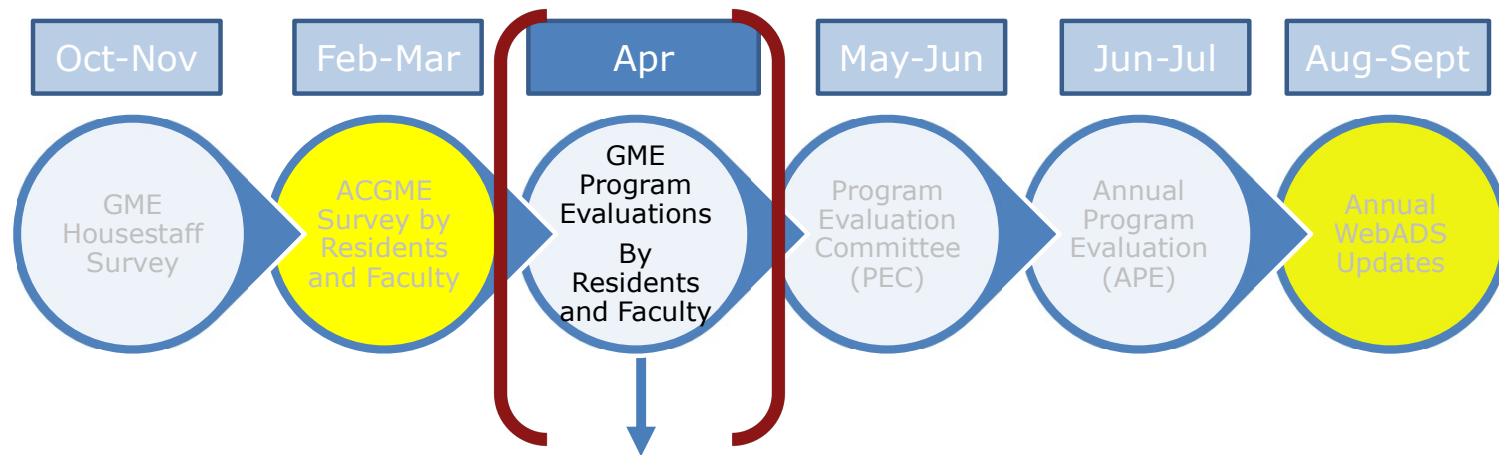 Oct-Nov
Feb-Mar
Apr
May-Jun
Jun-Jul
Aug-Sept
GME
Housestaff
Survey
ACGME
Survey by
Residents
and Faculty
GME
Program
Evaluations
By
Residents
and Faculty
Program
Evaluation
Committee
(PEC)
Annual
Program
Evaluation
(APE)
Annual
WebADS
Updates